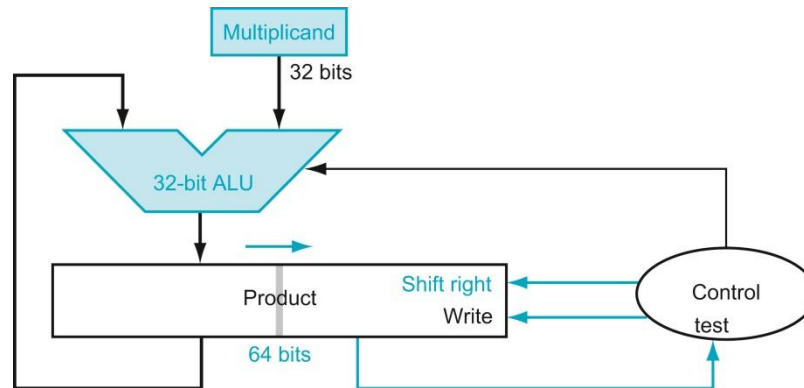 Multiplicand
32 bits
32-bit ALU
Shift right
Product
Write
64 bits
Control
test